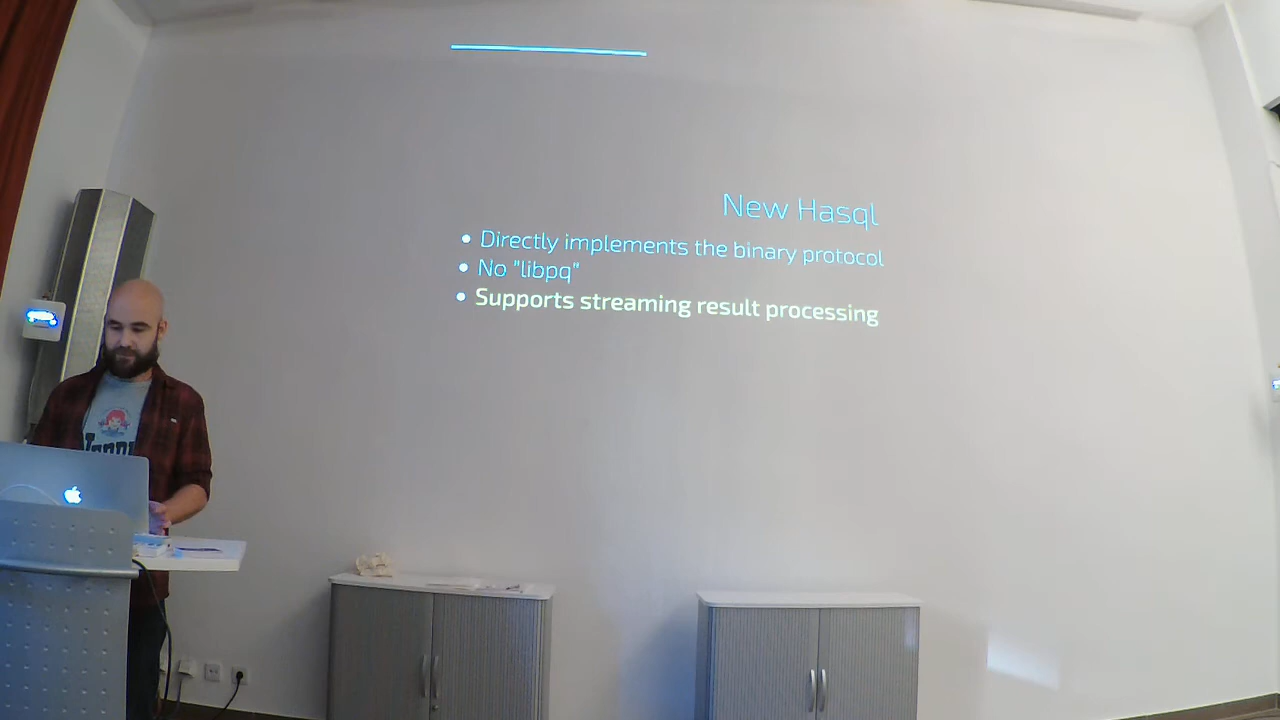 New Hasql
• Directly implements the binary protocol
• No "libpq"
• Supports streaming result processing